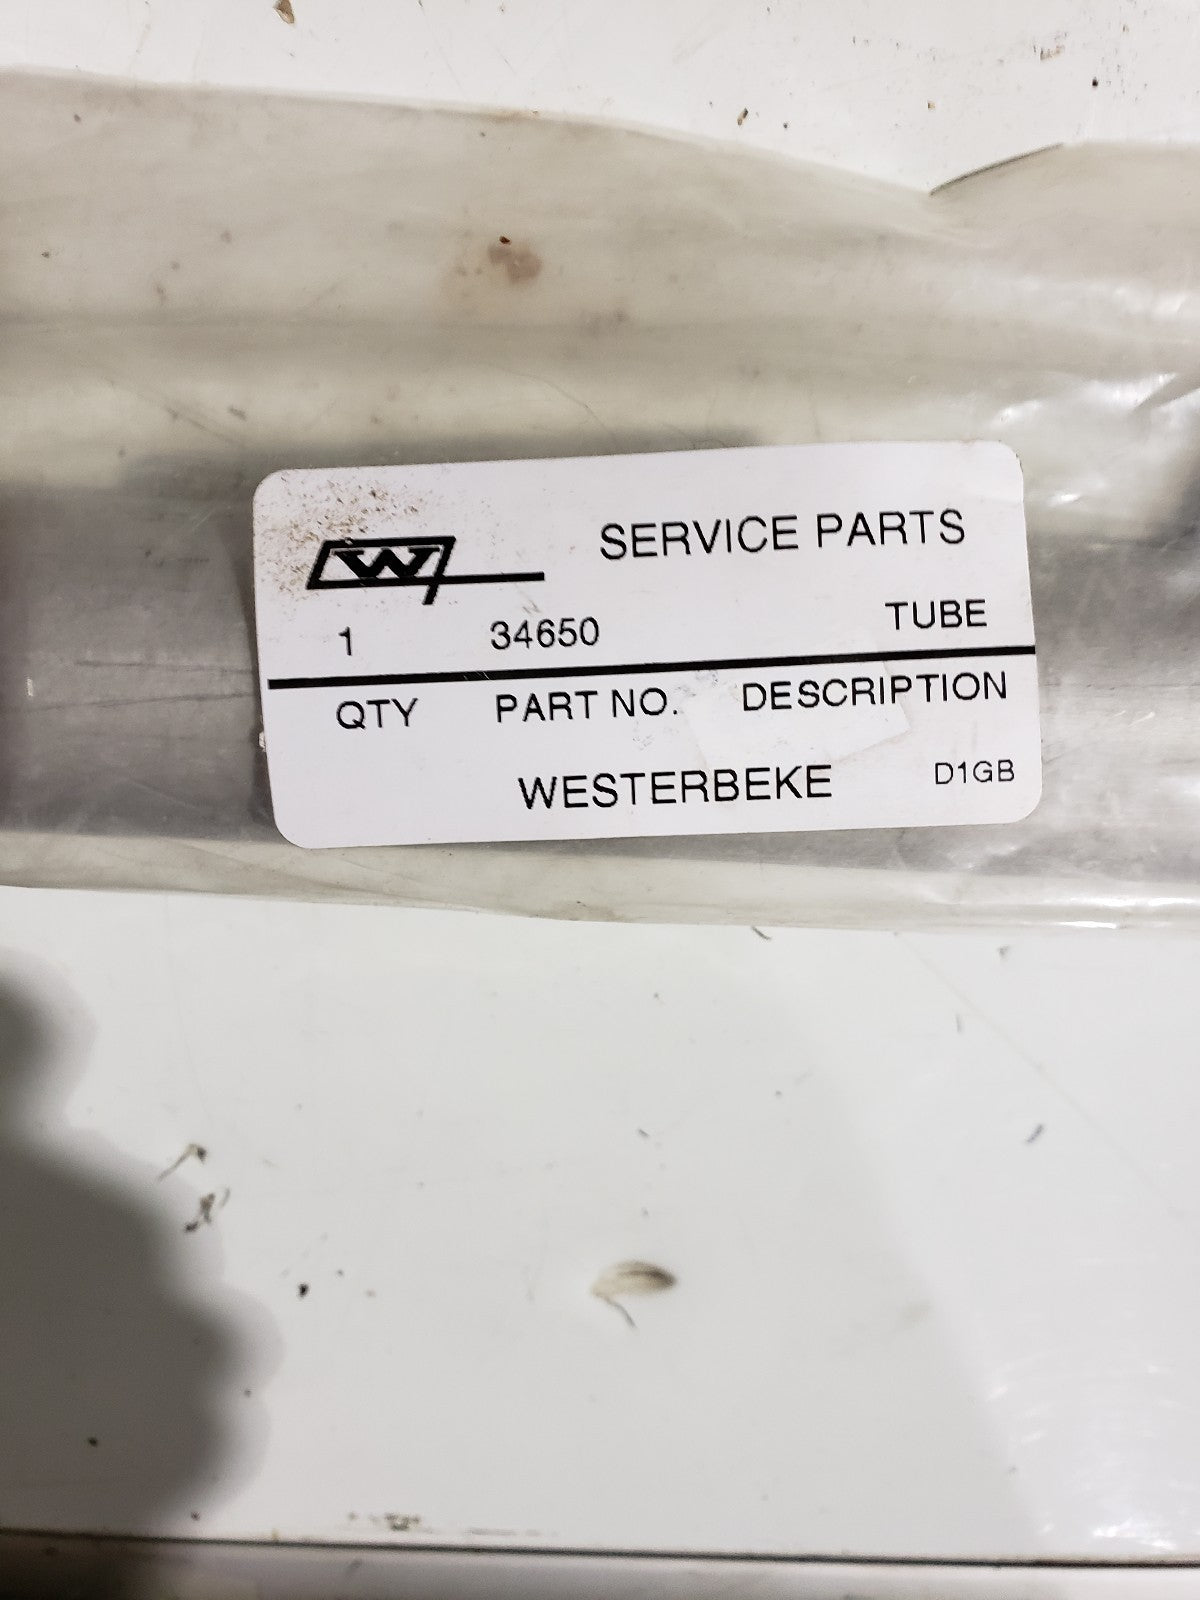 W SERVICE PARTS
1 34650 TUBE
QTY PART NO. DESCRIPTION
WESTERBEKE D1GB